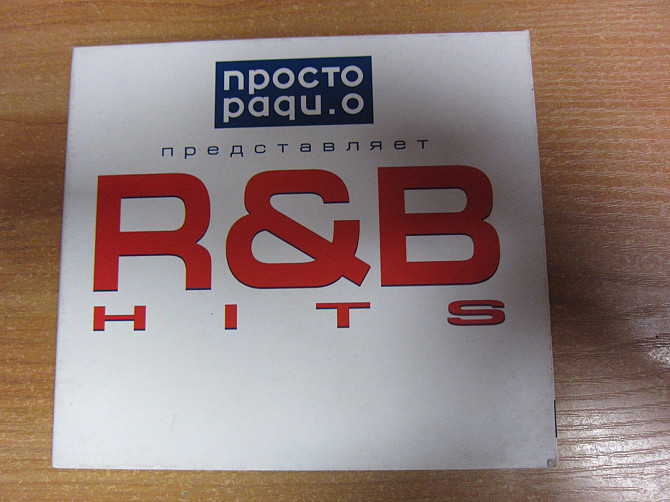 просто
ради.о
представляет
R&B
HITS